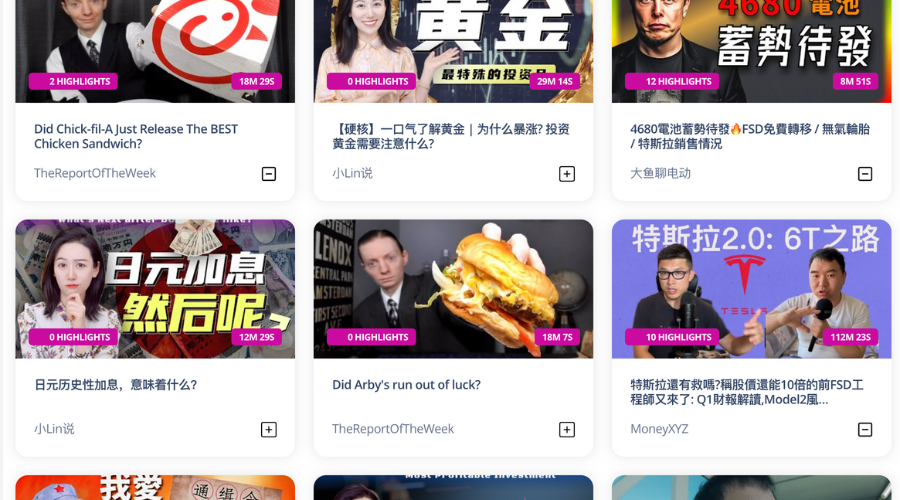 黄金
最特殊的投资品
4680 電池
蓄勢待發
2 HIGHLIGHTS
18M 29S
0 HIGHLIGHTS
29M 14S
12 HIGHLIGHTS
8M 51S
Did Chick-fil-A Just Release The BEST
Chicken Sandwich?
TheReportOfTheWeek
【硬核】一口气了解黄金 | 为什么暴涨? 投资
黄金需要注意什么?
小Lin说
4680電池蓄勢待發🔥FSD免費轉移 / 無氣輪胎
/ 特斯拉銷售情況
大鱼聊电动
日元加息
然后呢?
0 HIGHLIGHTS
12M 29S
LENOX
CENTRAL PARK
AMSTERDAM
FIRST SECOND
0 HIGHLIGHTS
18M 7S
特斯拉2.0: 6T之路
TESLA
10 HIGHLIGHTS
112M 23S
日元历史性加息，意味着什么?
小Lin说
Did Arby's run out of luck?
TheReportOfTheWeek
特斯拉還有救嗎?稱股價還能10倍的前FSD工
程師又來了: Q1財報解讀,Model2風...
MoneyXYZ
我愛
通缉令
Most Profitable Investment